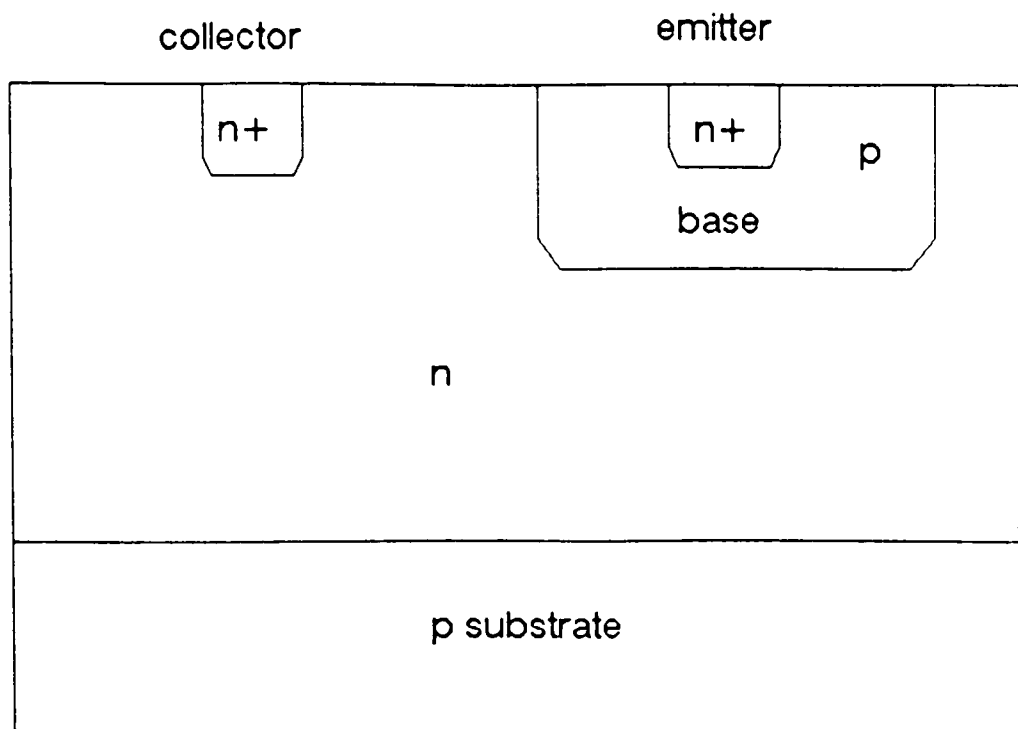 collector
emitter
n+
n+
p
base
n
p substrate